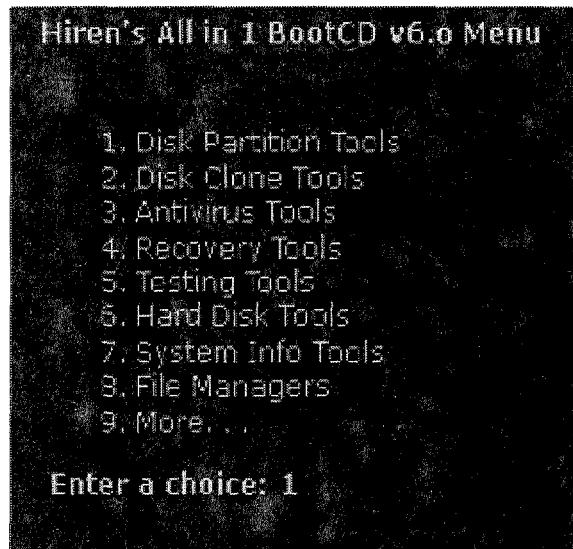 Hiren's All in 1 BootCD v6.o Menu
1. Disk Partition Tools
2. Disk Clone Tools
3. Antivirus Tools
4. Recovery Tools
5. Testing Tools
6. Hard Disk Tools
7. System Info Tools
8. File Managers
9. More. . .
Enter a choice: 1